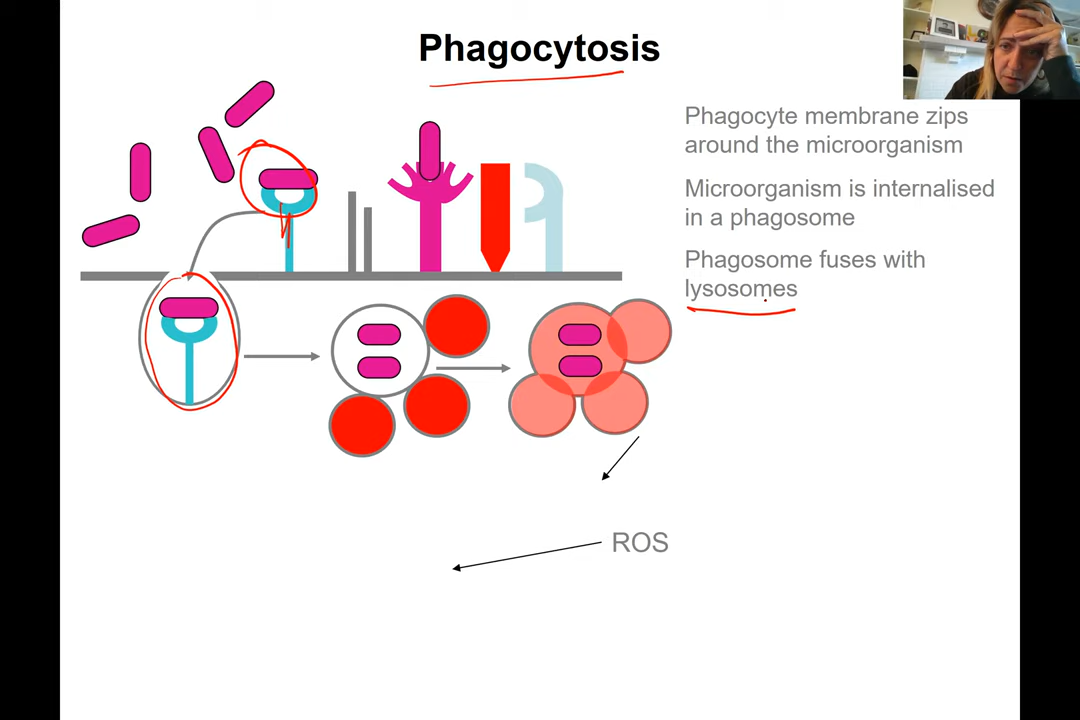 Phagocytosis
Phagocyte membrane zips
around the microorganism
Microorganism is internalised
in a phagosome
Phagosome fuses with
lysosomes
ROS